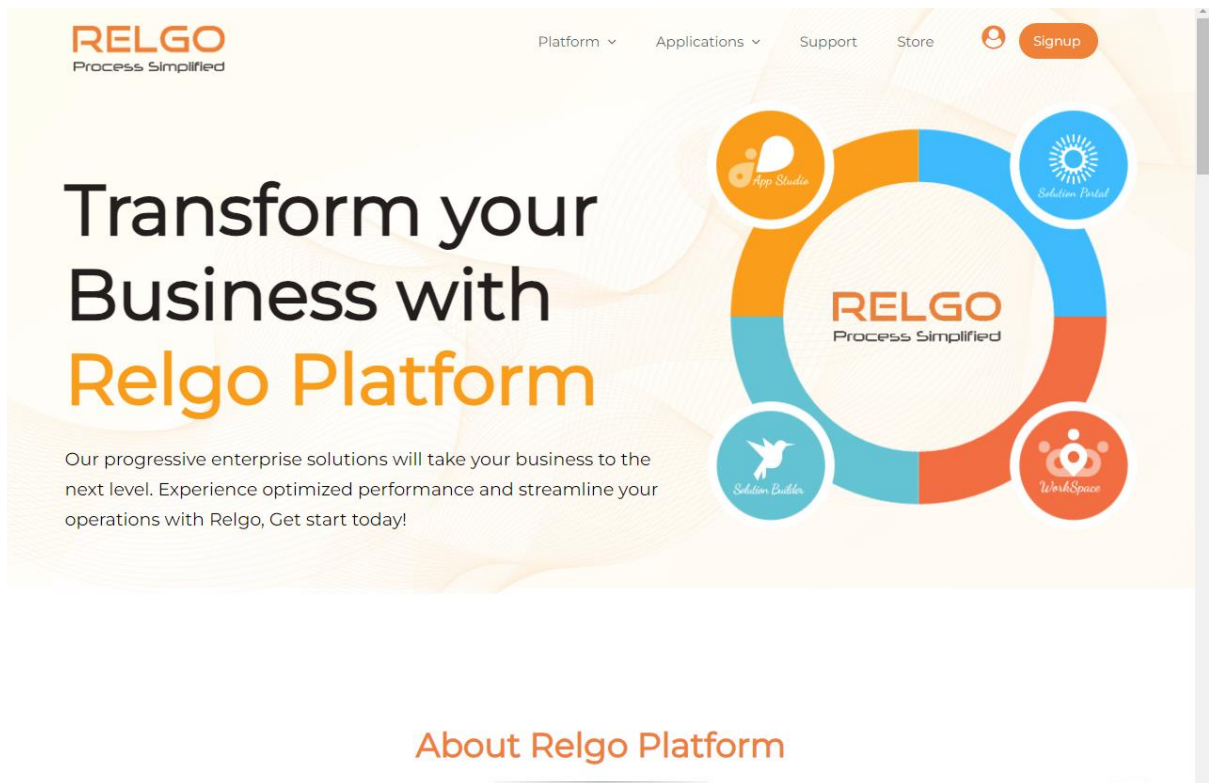 RELGO
Process Simplified
Platform
Applications
Support
Store
Signup
Transform your
Business with
Relgo Platform
Our progressive enterprise solutions will take your business to the
next level. Experience optimized performance and streamline your
operations with Relgo, Get start today!
App Studio
Solution Portal
RELGO
Process Simplified
Solution Builder
WorkSpace
About Relgo Platform